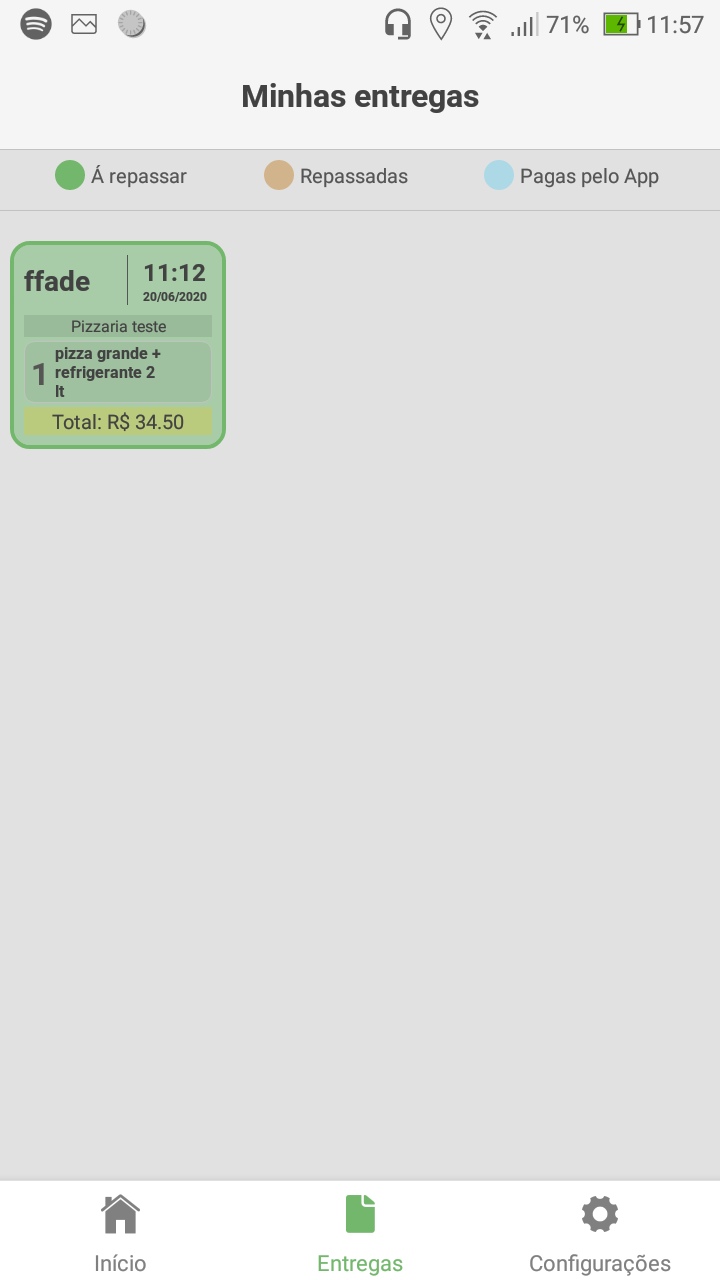 71% 11:57
Minhas entregas
Á repassar Repassadas Pagas pelo App
ffade 11:12
20/06/2020
Pizzaria teste
1 pizza grande +
refrigerante 2
lt
Total: R$ 34.50
Início Entregas Configurações